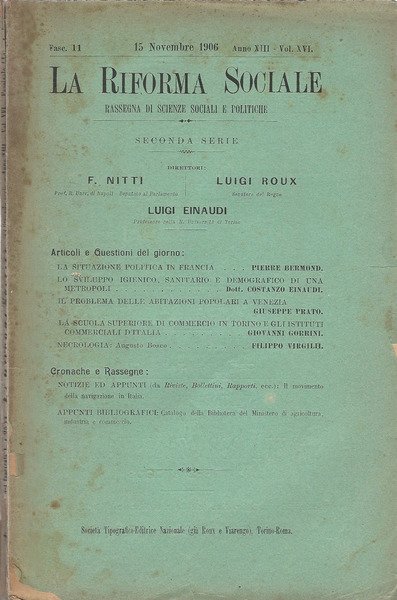 Fasc. 11 15 Novembre 1906 Anno XIII - Vol. XVI.
LA RIFORMA SOCIALE
RASSEGNA DI SCIENZE SOCIALI E POLITICHE
SECONDA SERIE
DIRETTORI:
F. NITTI LUIGI ROUX
Prof. R. Univ. di Napoli Deputato al Parlamento Senatore del Regno
LUIGI EINAUDI
Professore nella R. Università di Torino
Articoli e Questioni del giorno:
LA SITUAZIONE POLITICA IN FRANCIA . . . PIERRE BERMOND.
LO SVILUPPO IGIENICO, SANITARIO E DEMOGRAFICO DI UNA
METROPOLI . . . . . . . . . . . Dott. COSTANZO EINAUDI.
IL PROBLEMA DELLE ABITAZIONI POPOLARI A VENEZIA
GIUSEPPE PRATO.
LA SCUOLA SUPERIORE DI COMMERCIO IN TORINO E GLI ISTITUTI
COMMERCIALI D'ITALIA . . . . . . . GIOVANNI GORRINI.
NECROLOGIA: Augusto Bosco . . . . . . FILIPPO VIRGILII.
Cronache e Rassegne:
NOTIZIE ED APPUNTI (da Riviste, Bollettini, Rapporti, ecc.): Il movimento
della navigazione in Italia.
APPUNTI BIBLIOGRAFICI: Catalogo della Biblioteca del Ministero di agricoltura,
industria e commercio.
Società Tipografico-Editrice Nazionale (già Roux e Viarengo), Torino-Roma.